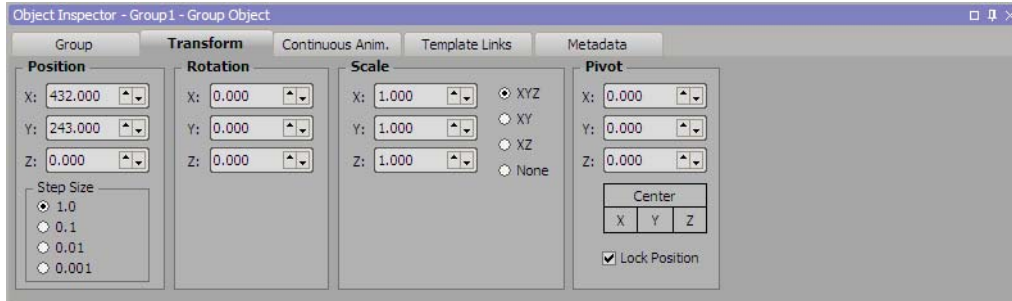 Object Inspector - Group1 - Group Object
Group Transform Continuous Anim. Template Links Metadata
Position Rotation Scale Pivot
X: 432.000 X: 0.000 X: 1.000 XYZ X: 0.000
Y: 243.000 Y: 0.000 Y: 1.000 XY Y: 0.000
XZ
Z: 0.000 Z: 0.000 Z: 1.000 None Z: 0.000
Step Size
1.0
0.1
0.01
0.001
Center
X Y Z
Lock Position